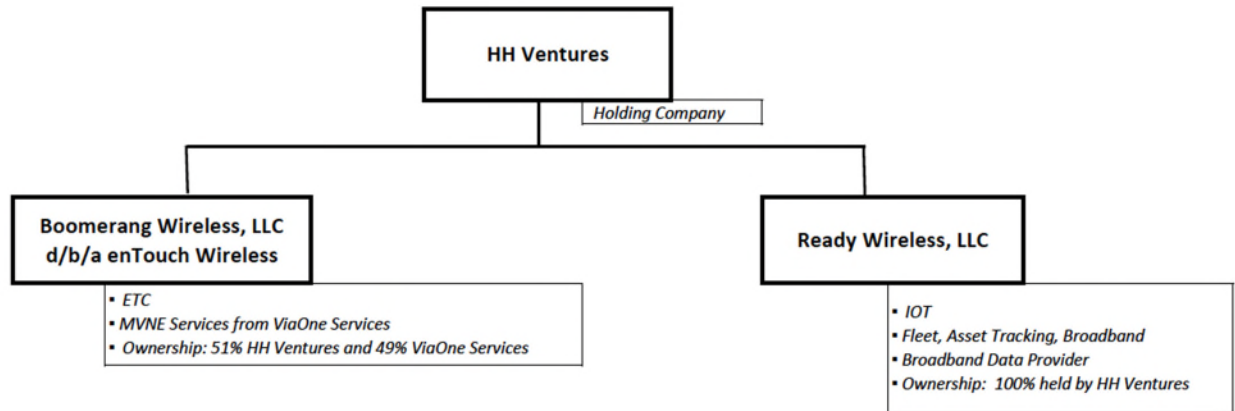 HH Ventures
Holding Company
Boomerang Wireless, LLC
d/b/a enTouch Wireless
▪ ETC
▪ MVNE Services from ViaOne Services
▪ Ownership: 51% HH Ventures and 49% ViaOne Services
Ready Wireless, LLC
▪ IOT
▪ Fleet, Asset Tracking, Broadband
▪ Broadband Data Provider
▪ Ownership: 100% held by HH Ventures